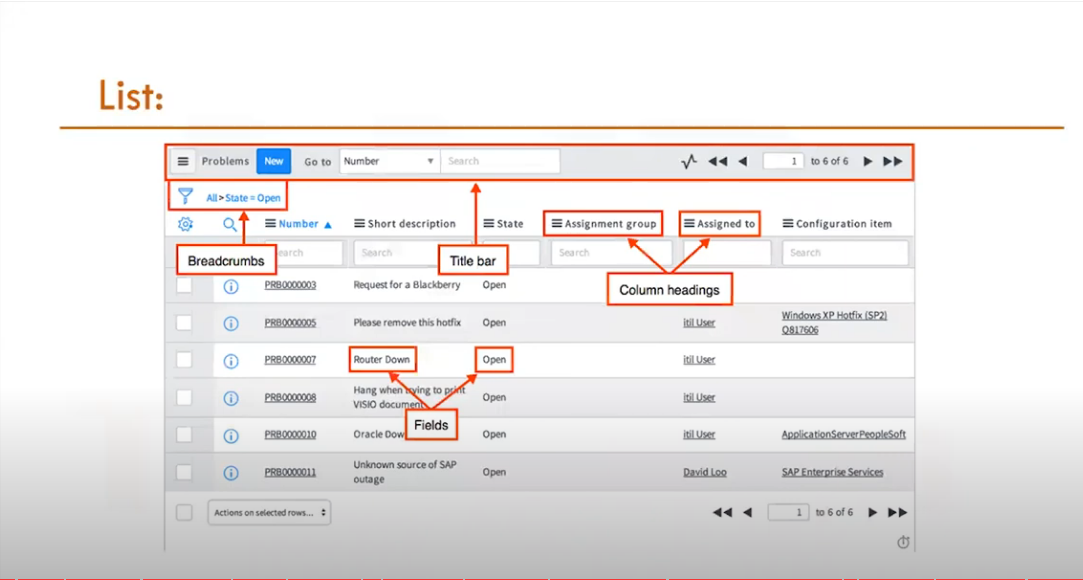 List:
Problems New Go to Number Search 1 to 6 of 6
All > State = Open
Number Short description State Assignment group Assigned to Configuration item
Breadcrumbs earch Search Title bar Search Search
Column headings
PRB0000003 Request for a Blackberry Open
PRB0000005 Please remove this hotfix Open itil User Windows XP Hotfix (SP2)
Q817606
PRB0000007 Router Down Open itil User
PRB0000008 Hang when trying to print Open itil User
VISIO document
Fields
PRB0000010 Oracle Dow Open itil User ApplicationServerPeopleSoft
PRB0000011 Unknown source of SAP Open David Loo SAP Enterprise Services
outage
Actions on selected rows... 1 to 6 of 6